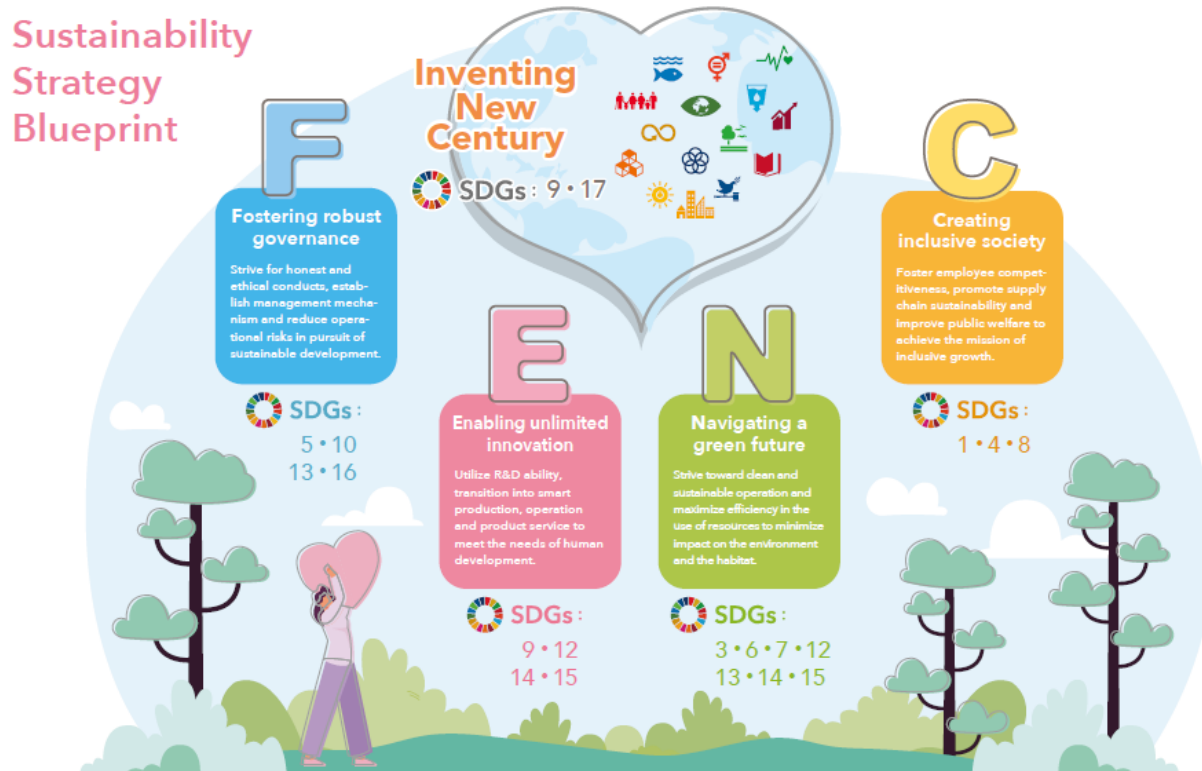 Sustainability
Strategy
Blueprint
Inventing
New
Century
SDGs : 9 • 17
F
Fostering robust
governance
Strive for honest and
ethical conducts, estab-
lish management mecha-
nism and reduce opera-
tional risks in pursuit of
sustainable development.
SDGs :
5 • 10
13 • 16
E
Enabling unlimited
innovation
Utilize R&D ability,
transition into smart
production, operation
and product service to
meet the needs of human
development.
SDGs :
9 • 12
14 • 15
N
Navigating a
green future
Strive toward clean and
sustainable operation and
maximize efficiency in the
use of resources to minimize
impact on the environment
and the habitat.
SDGs :
3 • 6 • 7 • 12
13 • 14 • 15
C
Creating
inclusive society
Foster employee compet-
itiveness, promote supply
chain sustainability and
improve public welfare to
achieve the mission of
inclusive growth.
SDGs :
1 • 4 • 8